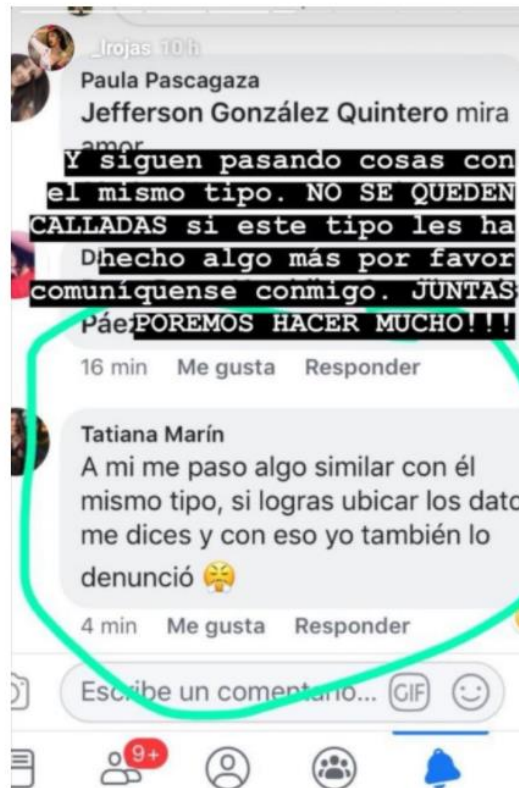 _lrojas 10 h
Paula Pascagaza
Jefferson González Quintero mira
amor
Y siguen pasando cosas con
el mismo tipo. NO SE QUEDEN
CALLADAS si este tipo les ha
hecho algo más por favor
comuníquense conmigo. JUNTAS
Páez POREMOS HACER MUCHO!!!
16 min Me gusta Responder
Tatiana Marín
A mi me paso algo similar con él
mismo tipo, si logras ubicar los dato
me dices y con eso yo también lo
denunció
4 min Me gusta Responder
Escribe un comentario... GIF
9+